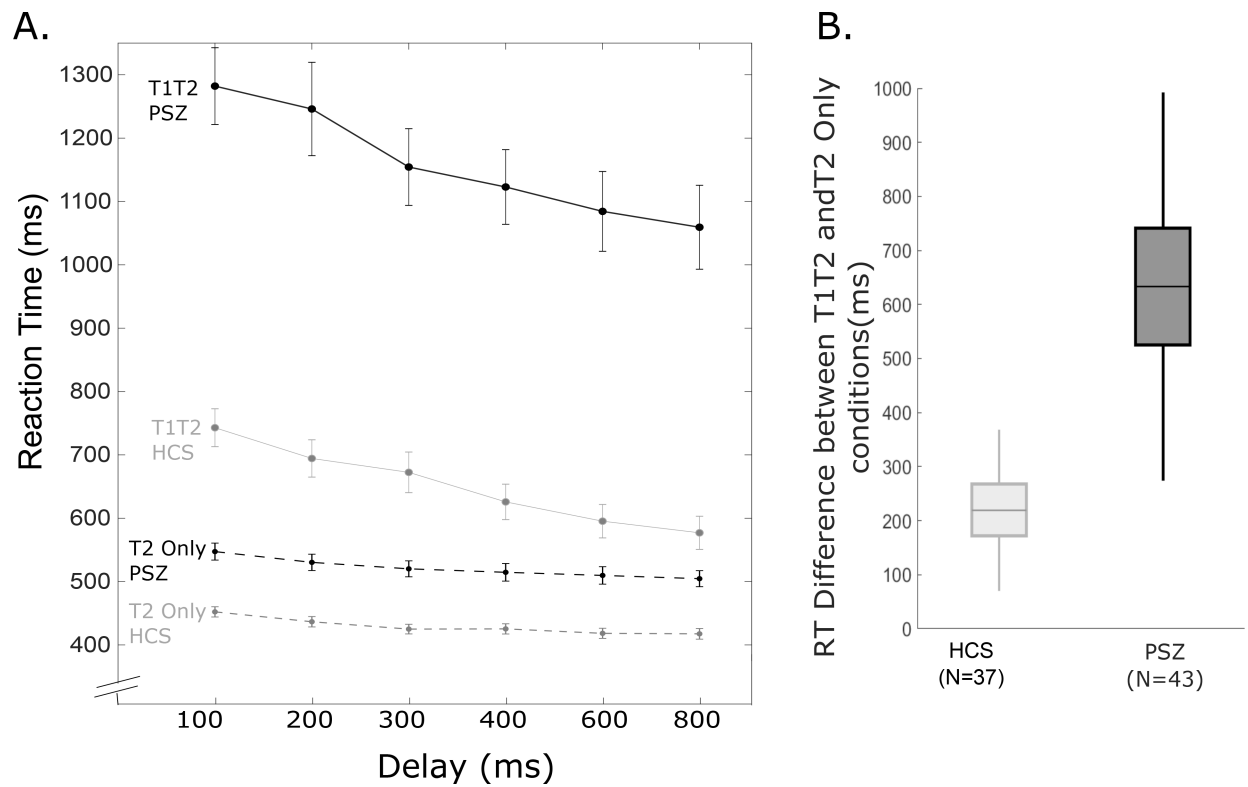 A.
Reaction Time (ms)
1300
1200
1100
1000
900
800
700
600
500
400
T1T2
PSZ
T1T2
HCS
T2 Only
PSZ
T2 Only
HCS
100 200 300 400 600 800
Delay (ms)
B.
RT Difference between T1T2 andT2 Only
conditions(ms)
1000
900
800
700
600
500
400
300
200
100
0
HCS
(N=37)
PSZ
(N=43)